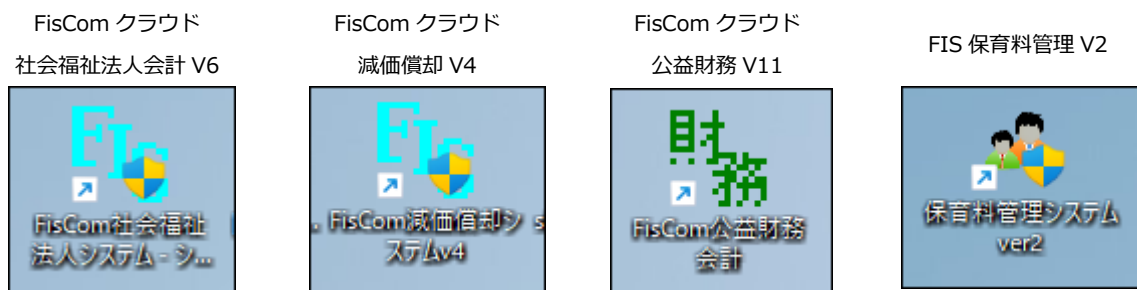 FisCom クラウド
社会福祉法人会計 V6
FisCom クラウド
減価償却 V4
FisCom クラウド
公益財務 V11
FIS 保育料管理 V2
FIS
FisCom社会福祉
法人システム - シ...
FIS
. FisCom減価償却シ s
ステムv4
財務
FisCom公益財務
会計
保育料管理システム
ver2